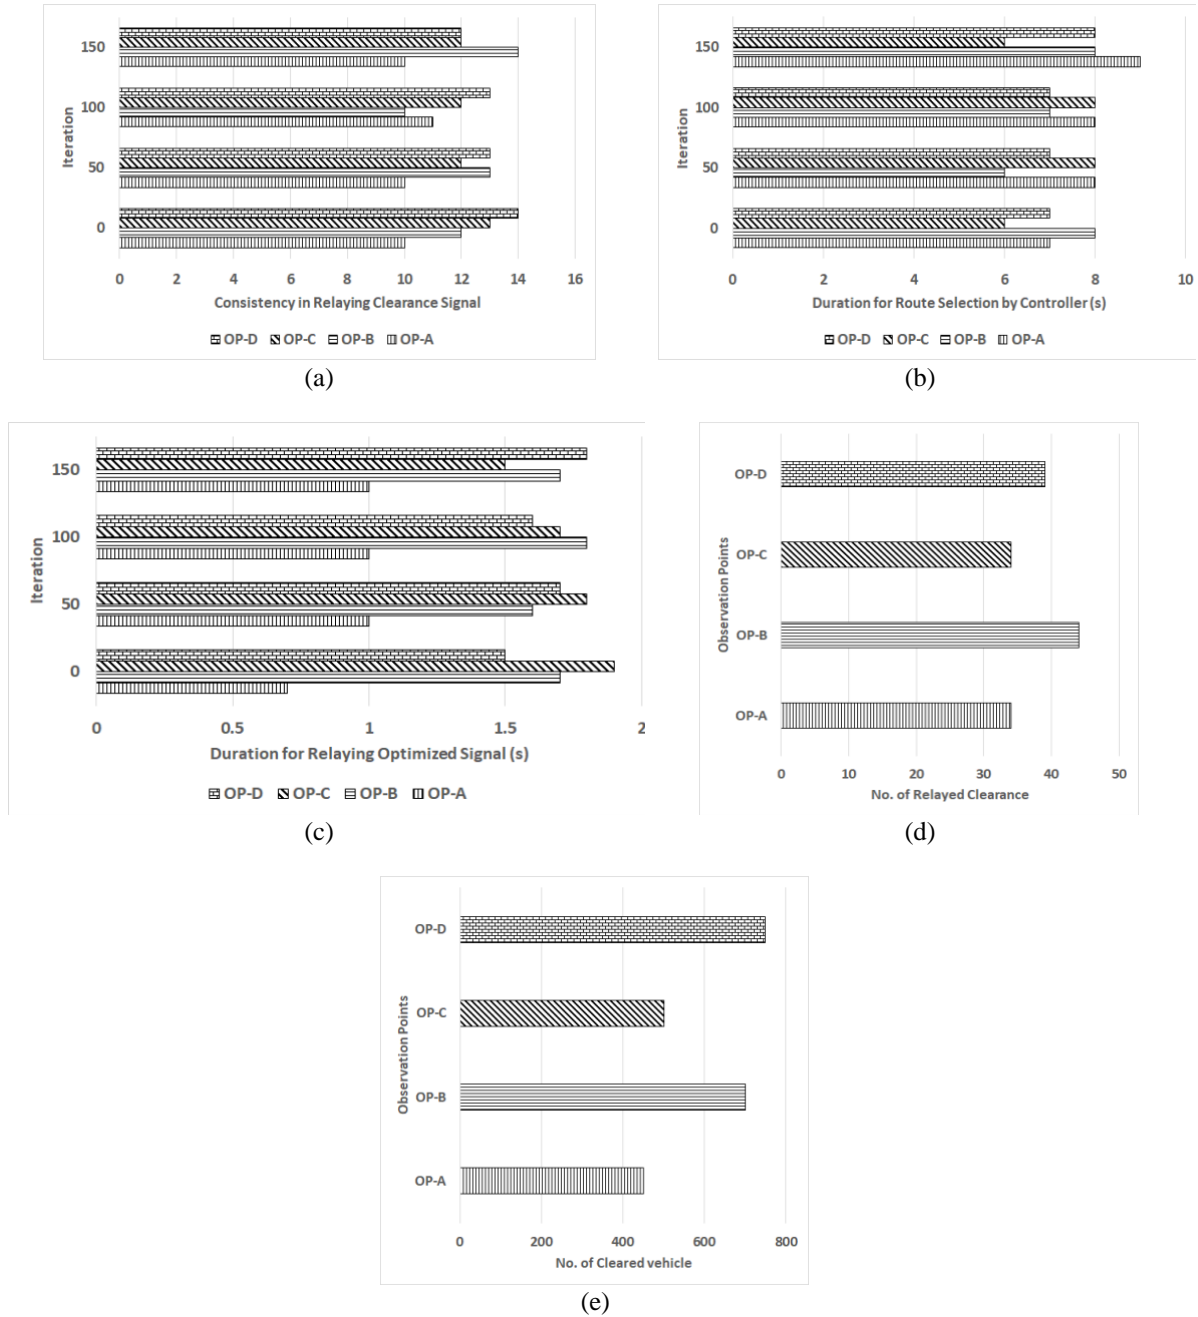 150
100
50
0
Iteration
0 2 4 6 8 10 12 14 16
Consistency in Relaying Clearance Signal
OP-D OP-C OP-B OP-A
(a)
150
100
50
0
Iteration
0 2 4 6 8 10
Duration for Route Selection by Controller (s)
OP-D OP-C OP-B OP-A
(b)
150
100
50
0
Iteration
0 0.5 1 1.5 2
Duration for Relaying Optimized Signal (s)
OP-D OP-C OP-B OP-A
(c)
OP-D
OP-C
OP-B
OP-A
Observation Points
0 10 20 30 40 50
No. of Relayed Clearance
(d)
OP-D
OP-C
OP-B
OP-A
Observation Points
0 200 400 600 800
No. of Cleared vehicle
(e)